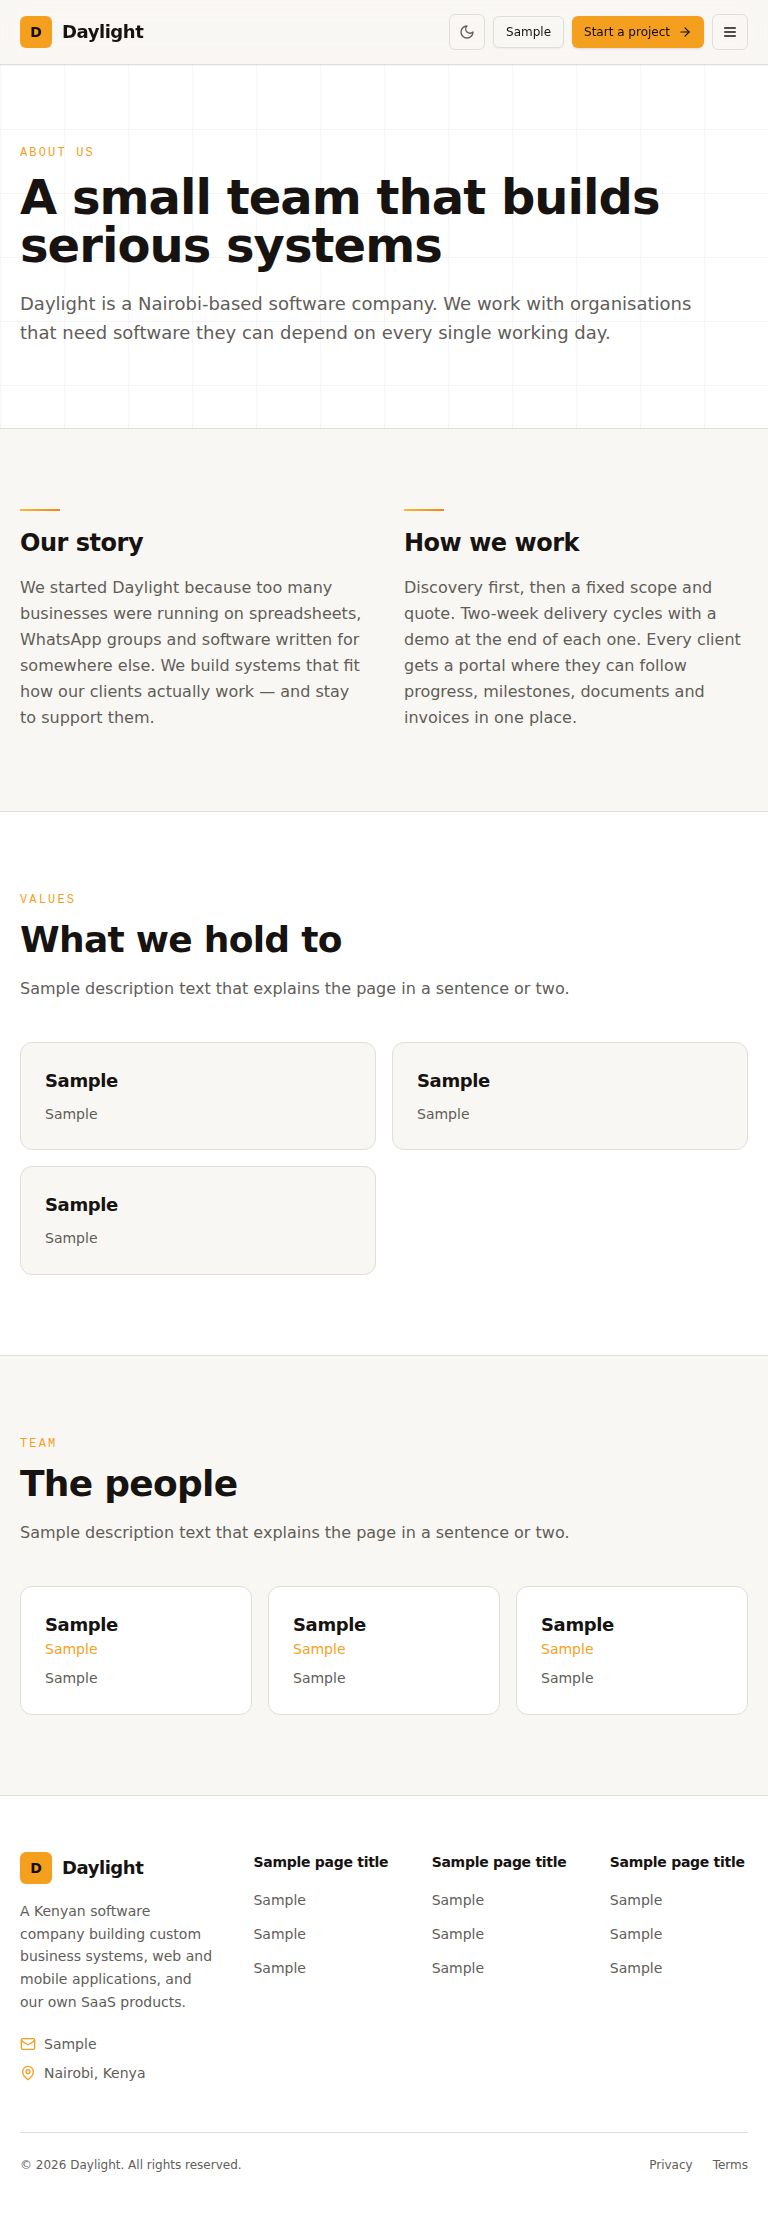 D Daylight Sample Start a project
ABOUT US
A small team that builds
serious systems
Daylight is a Nairobi-based software company. We work with organisations
that need software they can depend on every single working day.
Our story
We started Daylight because too many
businesses were running on spreadsheets,
WhatsApp groups and software written for
somewhere else. We build systems that fit
how our clients actually work — and stay
to support them.
How we work
Discovery first, then a fixed scope and
quote. Two-week delivery cycles with a
demo at the end of each one. Every client
gets a portal where they can follow
progress, milestones, documents and
invoices in one place.
VALUES
What we hold to
Sample description text that explains the page in a sentence or two.
Sample
Sample
Sample
Sample
Sample
Sample
TEAM
The people
Sample description text that explains the page in a sentence or two.
Sample
Sample
Sample
Sample
Sample
Sample
Sample
Sample
Sample
D Daylight
A Kenyan software
company building custom
business systems, web and
mobile applications, and
our own SaaS products.
Sample
Nairobi, Kenya
Sample page title
Sample
Sample
Sample
Sample page title
Sample
Sample
Sample
Sample page title
Sample
Sample
Sample
© 2026 Daylight. All rights reserved.
Privacy Terms